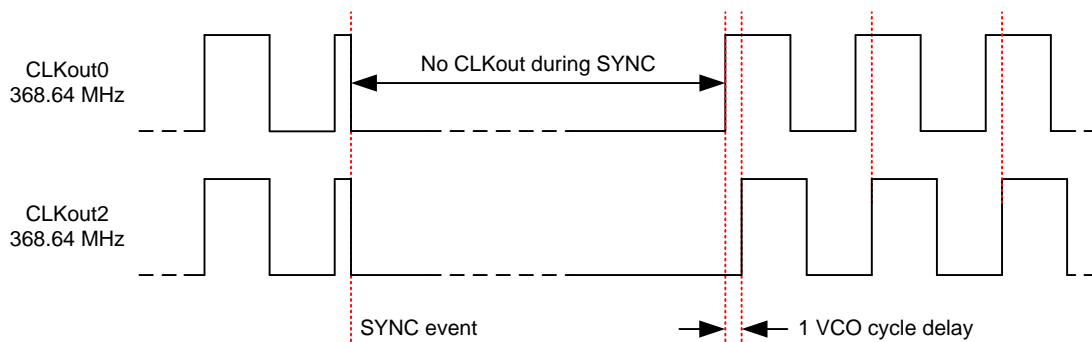 CLKout0
368.64 MHz
No CLKout during SYNC
CLKout2
368.64 MHz
SYNC event
1 VCO cycle delay